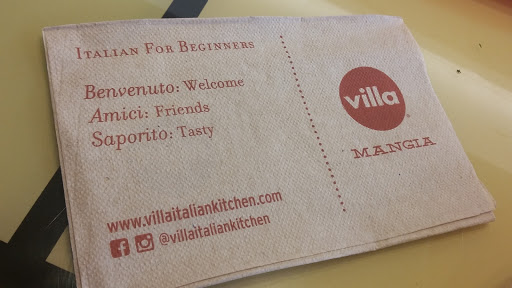 Italian For Beginners
Benvenuto: Welcome
Amici: Friends
Saporito: Tasty
villa
MANGIA
www.villaitaliankitchen.com
@villaitaliankitchen